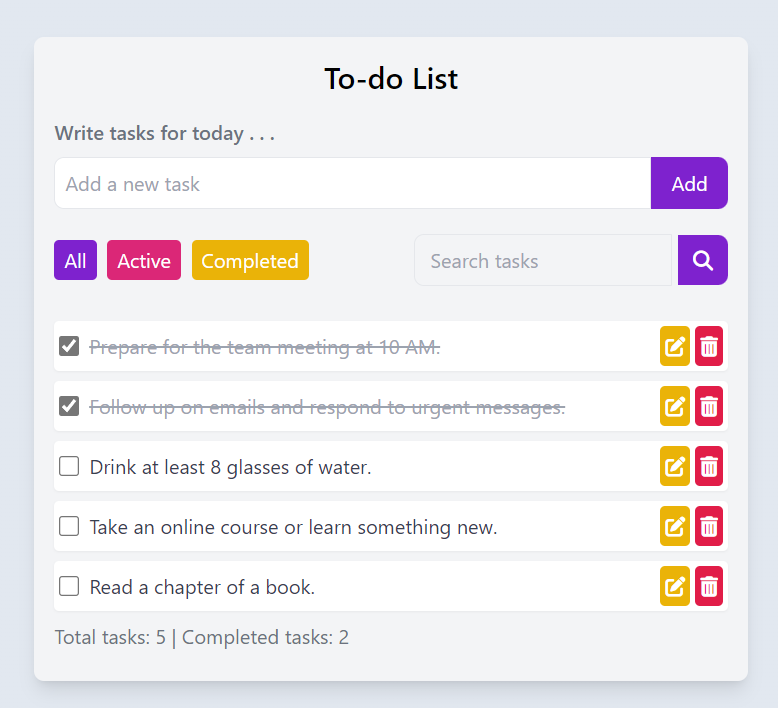 To-do List
Write tasks for today . . .
Add a new task
Add
All
Active
Completed
Search tasks
Prepare for the team meeting at 10 AM.
Follow up on emails and respond to urgent messages.
Drink at least 8 glasses of water.
Take an online course or learn something new.
Read a chapter of a book.
Total tasks: 5 | Completed tasks: 2